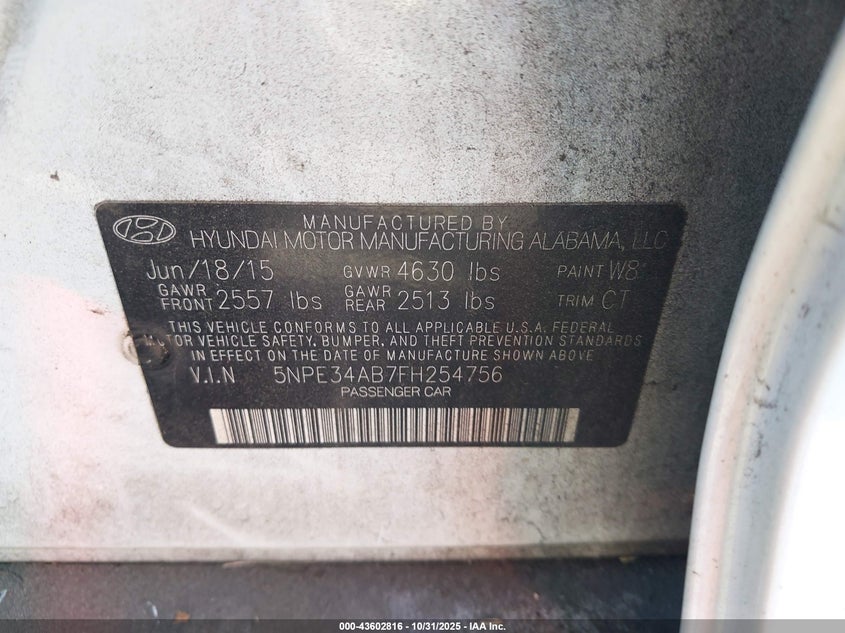 MANUFACTURED BY
HYUNDAI MOTOR MANUFACTURING ALABAMA, LLC
Jun/18/15 GVWR 4630 lbs PAINT W8
GAWR FRONT 2557 lbs GAWR REAR 2513 lbs TRIM CT
THIS VEHICLE CONFORMS TO ALL APPLICABLE U.S.A. FEDERAL
MOTOR VEHICLE SAFETY, BUMPER, AND THEFT PREVENTION STANDARDS
IN EFFECT ON THE DATE OF MANUFACTURE SHOWN ABOVE
V.I.N 5NPE34AB7FH254756
PASSENGER CAR
000-43602816 - 10/31/2025 - IAA Inc.